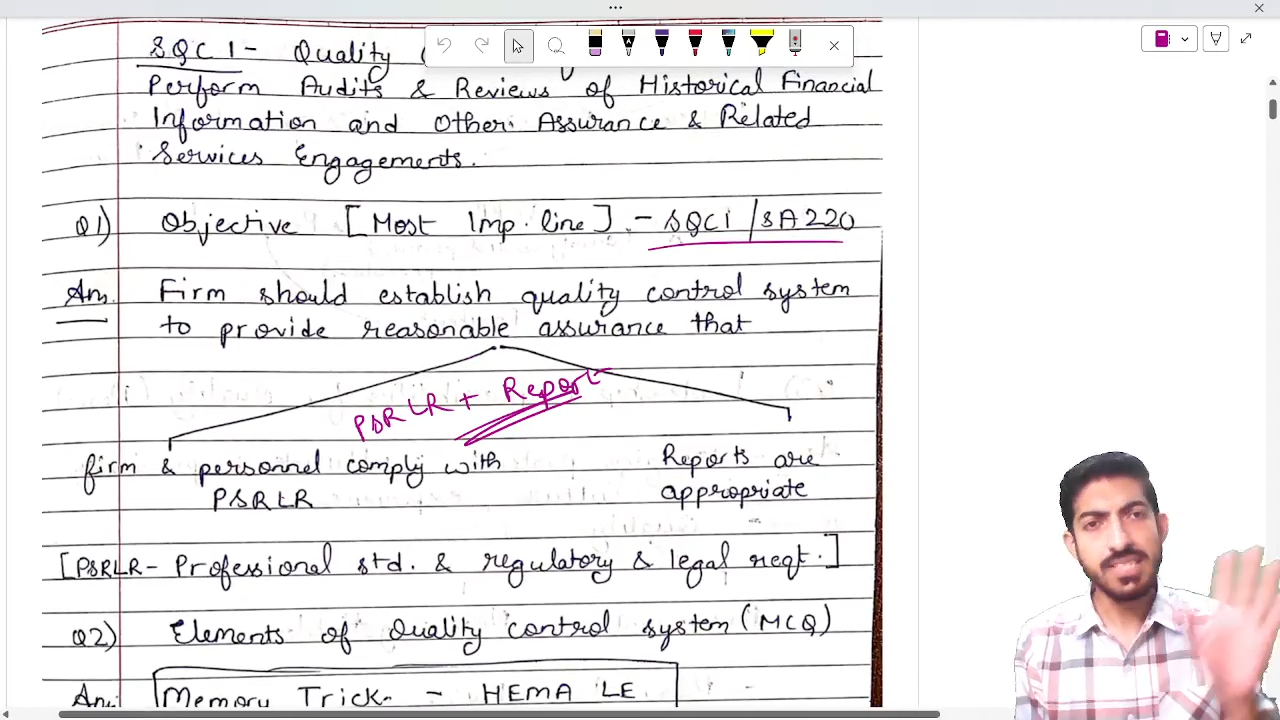 SQC 1 - Quality
Perform Audits & Reviews of Historical Financial
Information and Other Assurance & Related
Services Engagements.
Q1) Objective [Most Imp. line] - SQC1/SA220
Ans. Firm should establish quality control system
to provide reasonable assurance that
PSRLR + Report
firm & personnel comply with
PSRLR
Reports are
appropriate
[PSRLR - Professional std. & regulatory & legal reqt.]
Q2) Elements of Quality control system (MCQ)
Ans. Memory Trick - HEMA LE